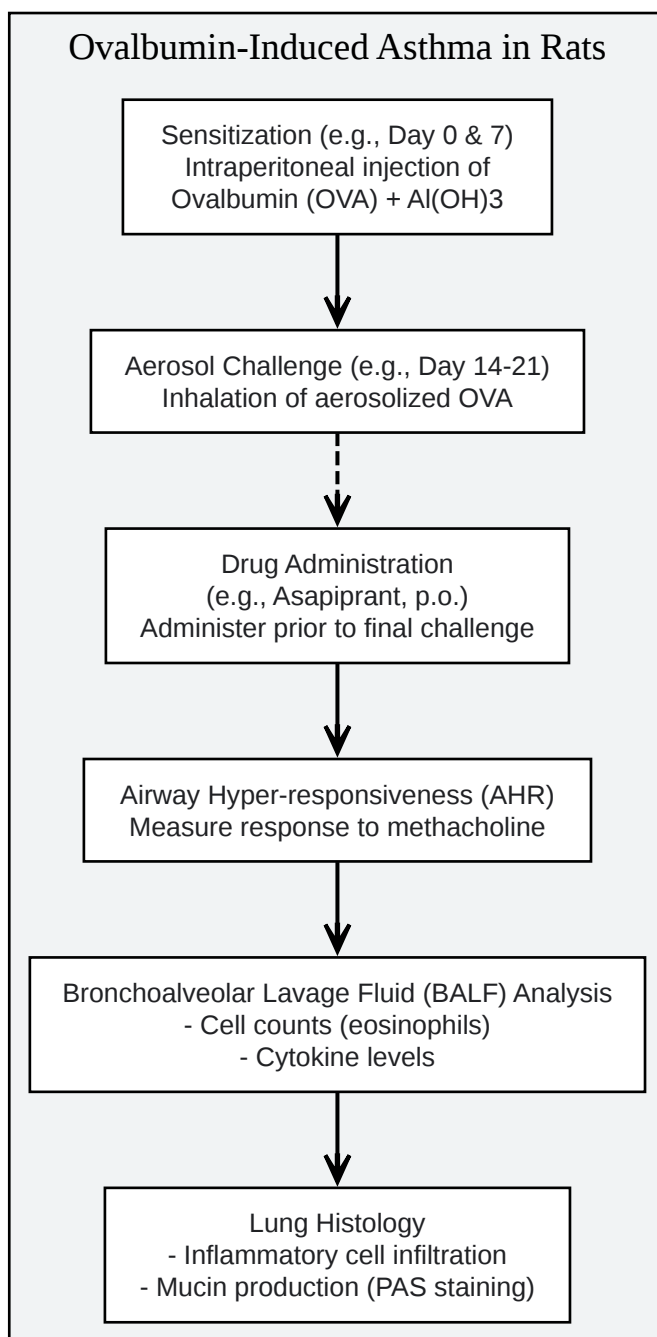 Ovalbumin-Induced Asthma in Rats
Sensitization (e.g., Day 0 & 7)
Intraperitoneal injection of
Ovalbumin (OVA) + Al(OH)3
Aerosol Challenge (e.g., Day 14-21)
Inhalation of aerosolized OVA
Drug Administration
(e.g., Asapiprant, p.o.)
Administer prior to final challenge
Airway Hyper-responsiveness (AHR)
Measure response to methacholine
Bronchoalveolar Lavage Fluid (BALF) Analysis
- Cell counts (eosinophils)
- Cytokine levels
Lung Histology
- Inflammatory cell infiltration
- Mucin production (PAS staining)